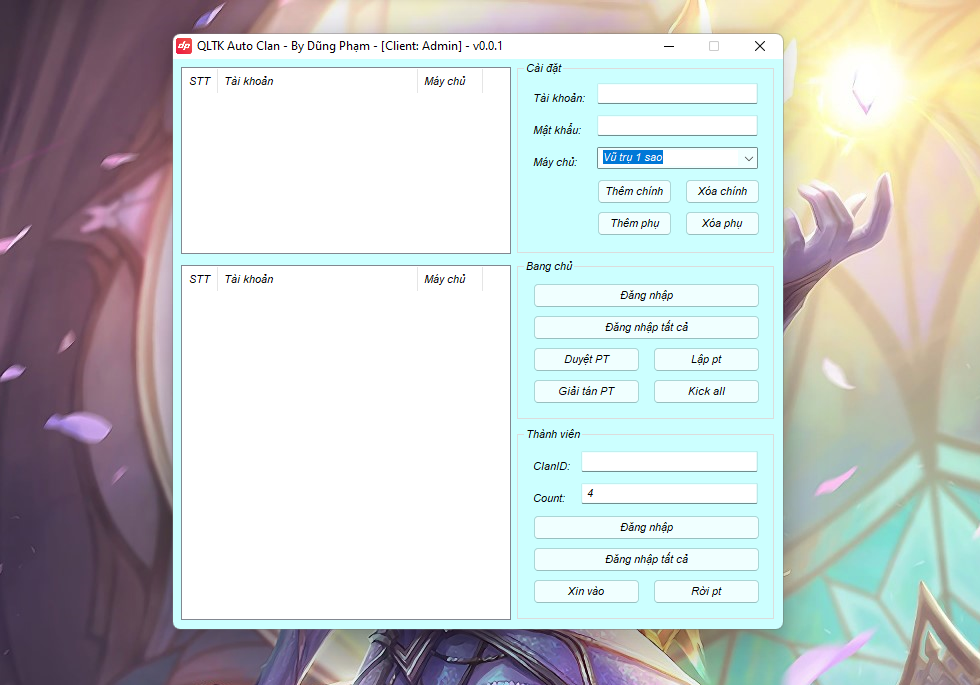 dp QLTK Auto Clan - By Dũng Phạm - [Client: Admin] - v0.0.1
STT Tài khoản Máy chủ
Cài đặt
Tài khoản:
Mật khẩu:
Máy chủ: Vũ trụ 1 sao
Thêm chính Xóa chính
Thêm phụ Xóa phụ
STT Tài khoản Máy chủ
Bang chủ
Đăng nhập
Đăng nhập tất cả
Duyệt PT Lập pt
Giải tán PT Kick all
Thành viên
ClanID:
Count: 4
Đăng nhập
Đăng nhập tất cả
Xin vào Rời pt